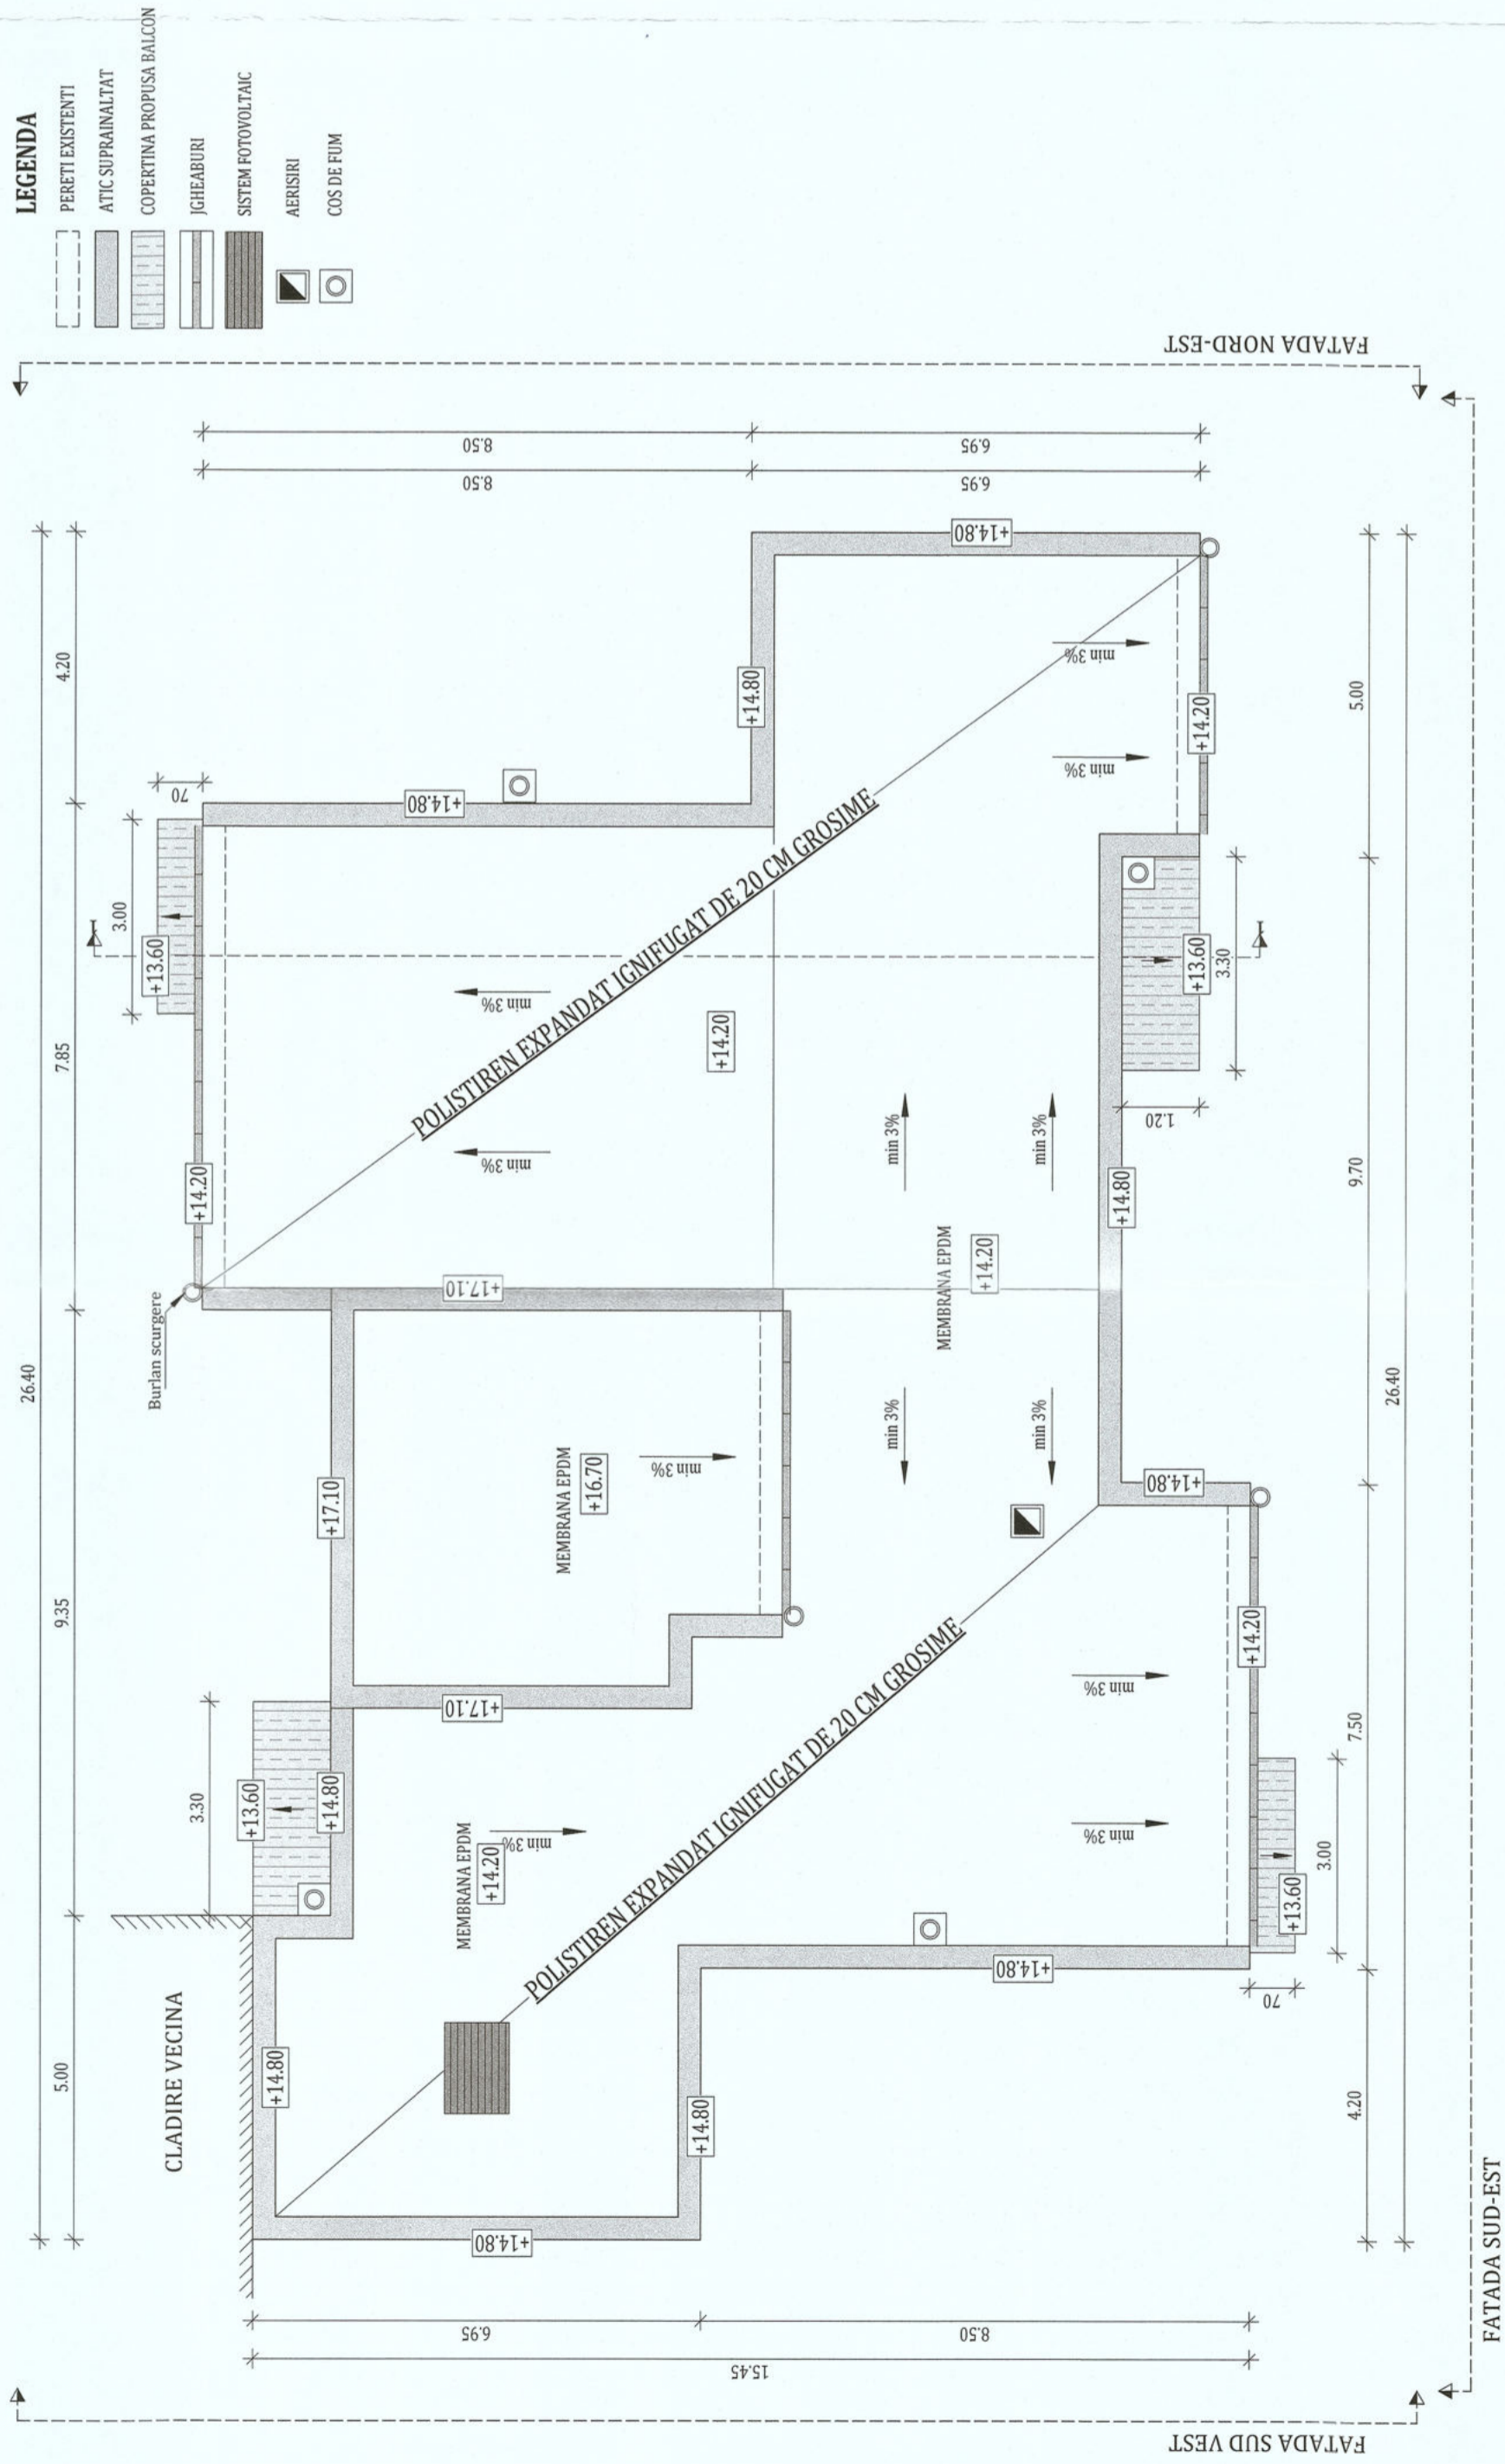 LEGENDA
PERETI EXISTENTI
ATIC SUPRAINALTAT
COPERTINA PROPUSA BALCON
JGHEABURI
SISTEM FOTOVOLTAIC
AERISIRI
COS DE FUM
26.40
5.00
9.35
7.85
4.20
CLADIRE VECINA
3.30
Burlan scurgere
3.00
70
+13.60
+14.80
+14.80
+17.10
+14.20
+13.60
I
6.95
8.50
15.45
+14.80
MEMBRANA EPDM
+14.20
min 3%
+17.10
MEMBRANA EPDM
+16.70
min 3%
+17.10
min 3%
min 3%
+14.80
8.50
8.50
POLISTIREN EXPANDAT IGNIFUGAT DE 20 CM GROSIME
+14.20
+14.80
+14.80
POLISTIREN EXPANDAT IGNIFUGAT DE 20 CM GROSIME
min 3%
min 3%
MEMBRANA EPDM
+14.20
min 3%
min 3%
+14.80
6.95
6.95
+14.80
min 3%
min 3%
+14.80
+14.80
1.20
min 3%
min 3%
+13.60
3.30
I
+14.20
+14.20
70
+13.60
3.00
4.20
7.50
9.70
5.00
26.40
FATADA SUD VEST
FATADA SUD-EST
FATADA NORD-EST